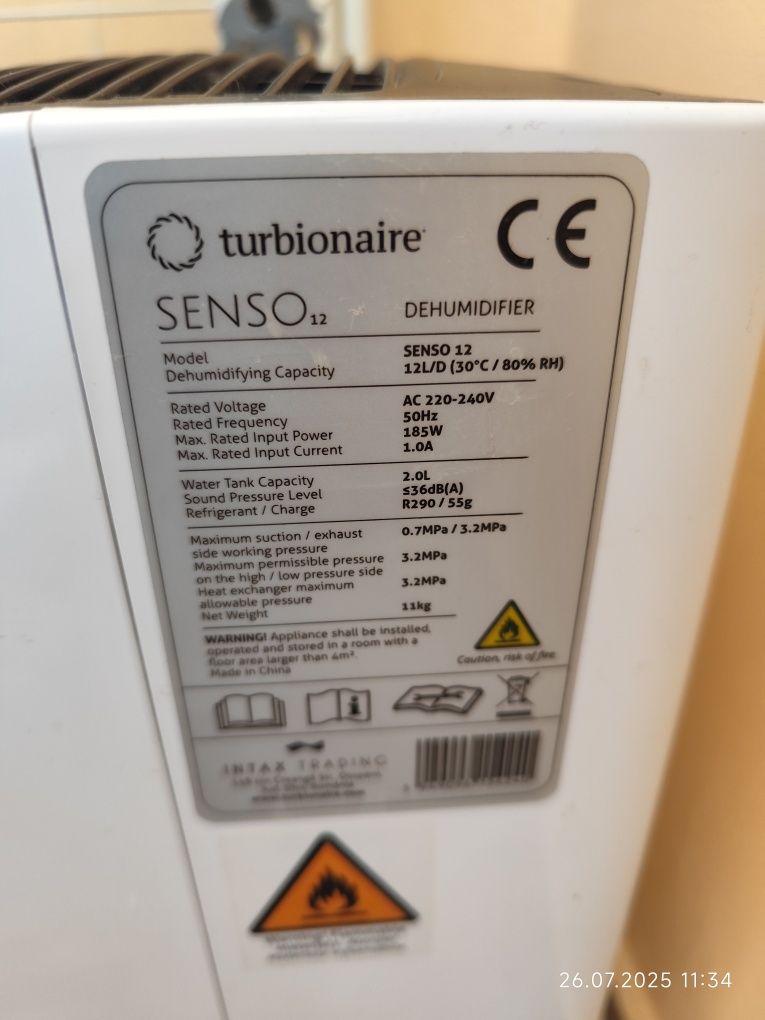 turbionaire
CE
SENSO 12 DEHUMIDIFIER
Model SENSO 12
Dehumidifying Capacity 12L/D (30°C / 80% RH)
Rated Voltage AC 220-240V
Rated Frequency 50Hz
Max. Rated Input Power 185W
Max. Rated Input Current 1.0A
Water Tank Capacity 2.0L
Sound Pressure Level ≤36dB(A)
Refrigerant / Charge R290 / 55g
Maximum suction / exhaust 0.7MPa / 3.2MPa
side working pressure
Maximum permissible pressure 3.2MPa
on the high / low pressure side
Heat exchanger maximum 3.2MPa
allowable pressure
Net Weight 11kg
WARNING! Appliance shall be installed,
operated and stored in a room with a
floor area larger than 4m².
Made in China
Caution, risk of fire
INTAX TRADING
www.turbionaire.com
26.07.2025 11:34